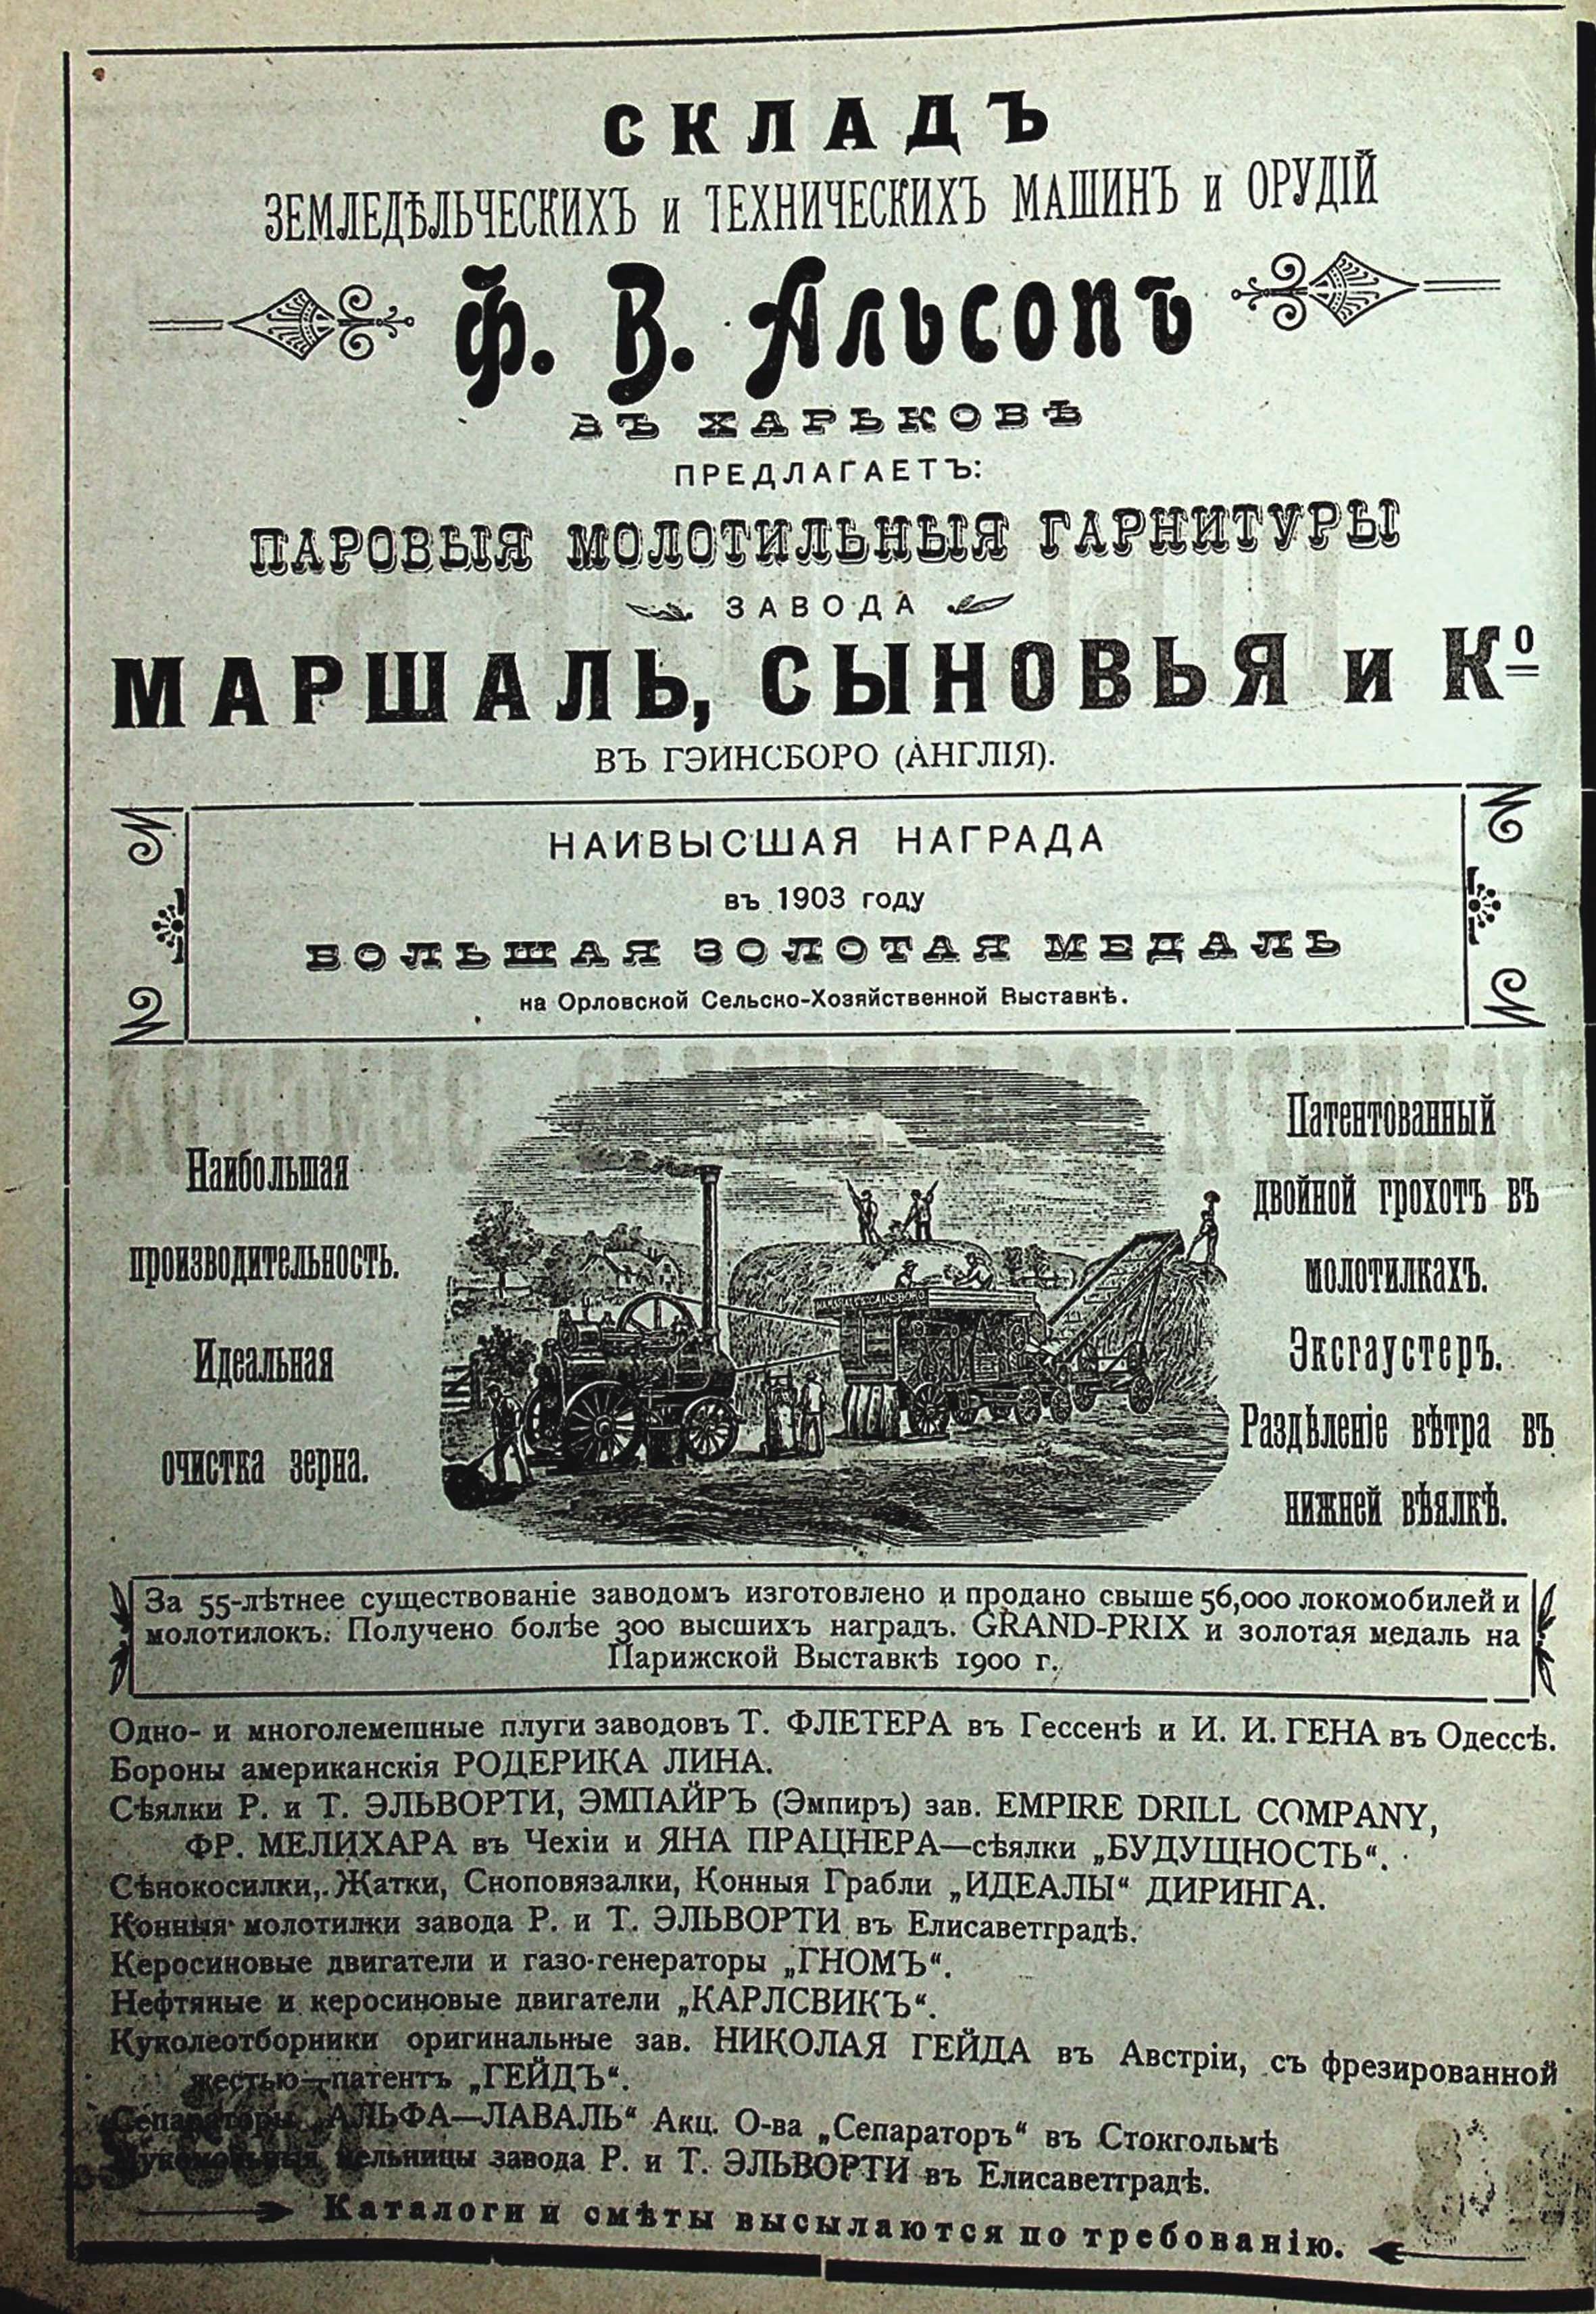 СКЛАДЪ
ЗЕМЛЕДѢЛЬЧЕСКИХЪ и ТЕХНИЧЕСКИХЪ МАШИНЪ и ОРУДІЙ
Ф. В. Альсопъ
ВЪ ХАРЬКОВѢ
ПРЕДЛАГАЕТЪ:
ПАРОВЫЯ МОЛОТИЛЬНЫЯ ГАРНИТУРЫ
ЗАВОДА
МАРШАЛЬ, СЫНОВЬЯ и Кº
ВЪ ГЭИНСБОРО (АНГЛІЯ).
НАИВЫСШАЯ НАГРАДА
въ 1903 году
БОЛЬШАЯ ЗОЛОТАЯ МЕДАЛЬ
на Орловской Сельско-Хозяйственной Выставкѣ.
Наибольшая
производительность.
Идеальная
очистка зерна.
Патентованный
двойной грохотъ въ
молотилкахъ.
Эксгаустеръ.
Раздѣленіе вѣтра въ
нижней вѣялкѣ.
За 55-лѣтнее существованіе заводомъ изготовлено и продано свыше 56,000 локомобилей и
молотилокъ. Получено болѣе 300 высшихъ наградъ. GRAND-PRIX и золотая медаль на
Парижской Выставкѣ 1900 г.
Одно- и многолемешные плуги заводовъ Т. ФЛЕТЕРА въ Гессенѣ и И. И. ГЕНА въ Одессѣ.
Бороны американскія РОДЕРИКА ЛИНА.
Сѣялки Р. и Т. ЭЛЬВОРТИ, ЭМПАЙРЪ (Эмпиръ) зав. EMPIRE DRILL COMPANY,
ФР. МЕЛИХАРА въ Чехіи и ЯНА ПРАЦНЕРА—сѣялки „БУДУЩНОСТЬ“.
Сѣнокосилки, Жатки, Сноповязалки, Конныя Грабли „ИДЕАЛЫ“ ДИРИНГА.
Конныя молотилки завода Р. и Т. ЭЛЬВОРТИ въ Елисаветградѣ.
Керосиновые двигатели и газо-генераторы „ГНОМЪ“.
Нефтяные и керосиновые двигатели „КАРЛСВИКЪ“.
Куколеотборники оригинальные зав. НИКОЛАЯ ГЕЙДА въ Австріи, съ фрезированной
жестью—патентъ „ГЕЙДЪ“.
Сепараторы „АЛЬФА—ЛАВАЛЬ“ Акц. О-ва „Сепараторъ“ въ Стокгольмѣ
Мукомольныя мельницы завода Р. и Т. ЭЛЬВОРТИ въ Елисаветградѣ.
Каталоги и смѣты высылаются по требованію.